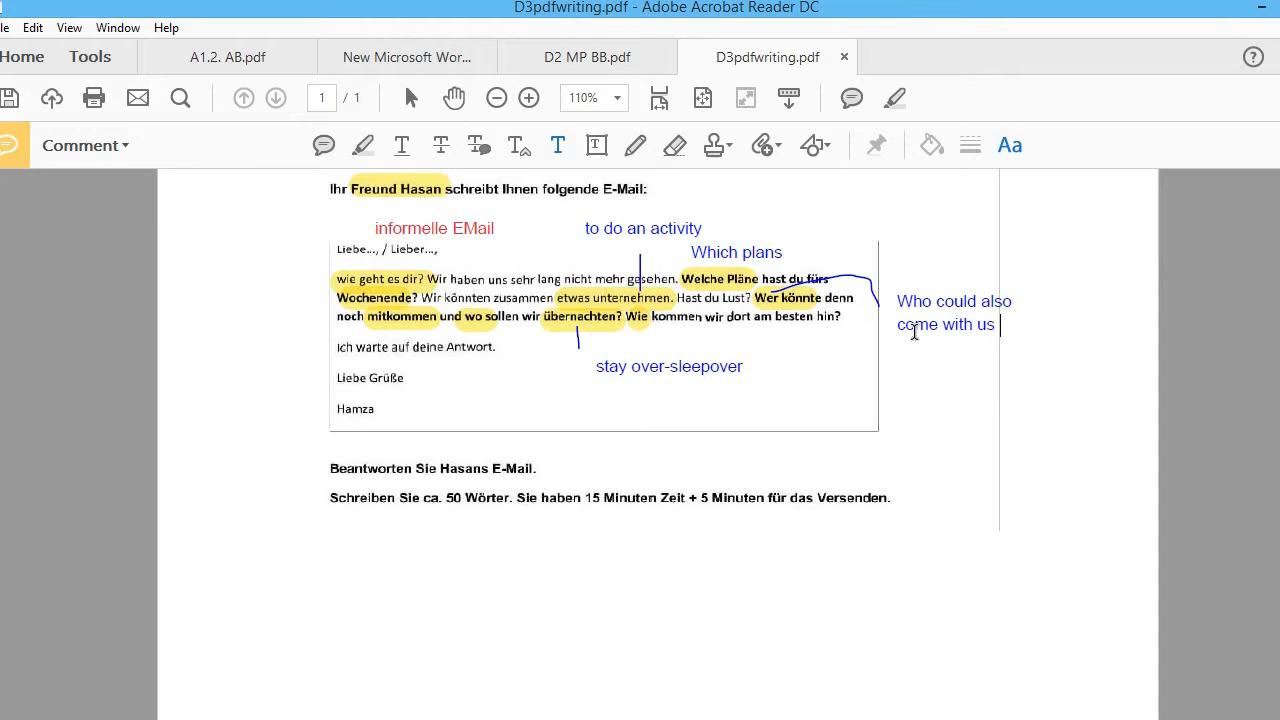 D3pdfwriting.pdf - Adobe Acrobat Reader DC
le Edit View Window Help
Home Tools A1.2. AB.pdf New Microsoft Wor... D2 MP BB.pdf D3pdfwriting.pdf ×
1 / 1 110%
Comment Aa
Ihr Freund Hasan schreibt Ihnen folgende E-Mail:
informelle EMail to do an activity
Liebe..., / Lieber..., Which plans
wie geht es dir? Wir haben uns sehr lang nicht mehr gesehen. Welche Pläne hast du fürs
Wochenende? Wir könnten zusammen etwas unternehmen. Hast du Lust? Wer könnte denn
noch mitkommen und wo sollen wir übernachten? Wie kommen wir dort am besten hin?
Who could also
come with us
Ich warte auf deine Antwort.
stay over-sleepover
Liebe Grüße
Hamza
Beantworten Sie Hasans E-Mail.
Schreiben Sie ca. 50 Wörter. Sie haben 15 Minuten Zeit + 5 Minuten für das Versenden.